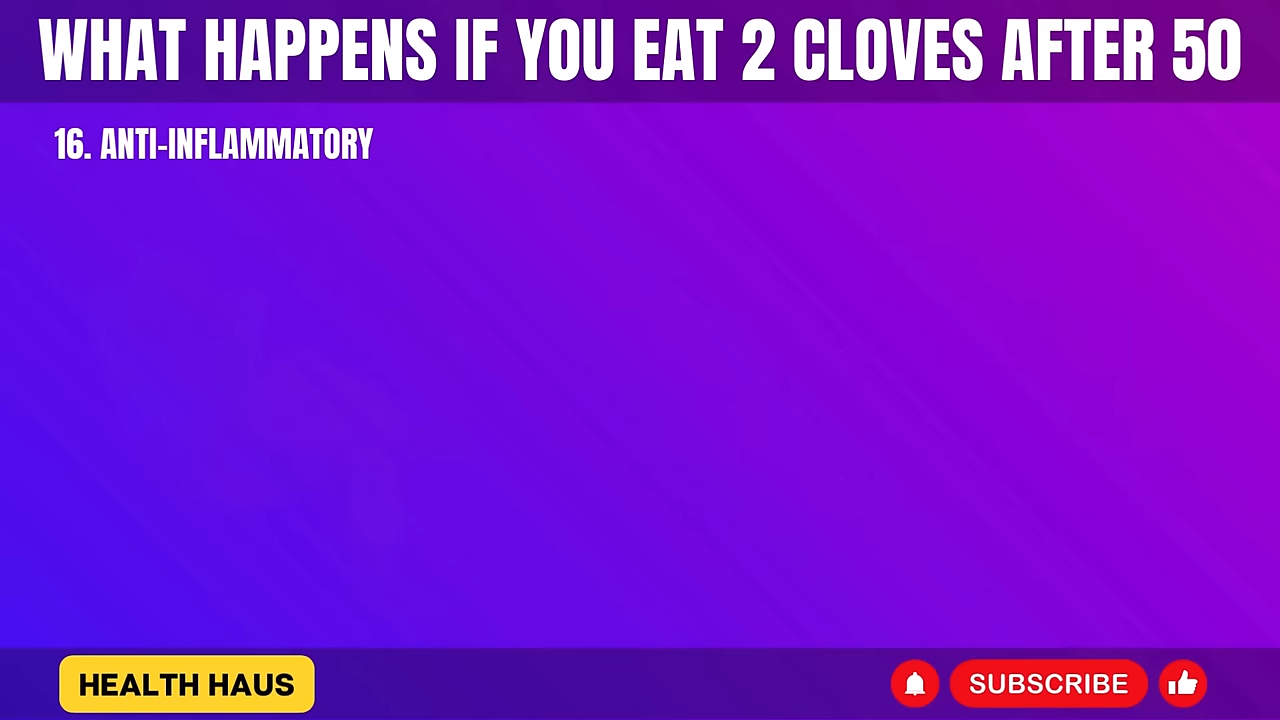 WHAT HAPPENS IF YOU EAT 2 CLOVES AFTER 50
16. ANTI-INFLAMMATORY
HEALTH HAUS
SUBSCRIBE